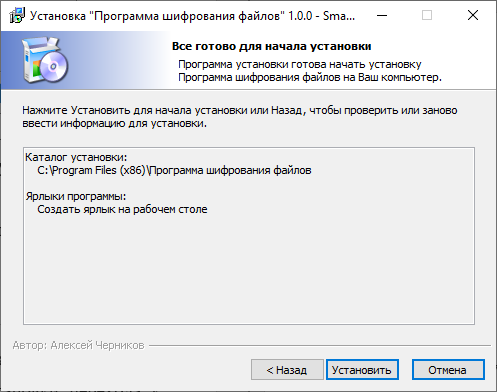 Установка "Программа шифрования файлов" 1.0.0 - Sma...
Все готово для начала установки
Программа установки готова начать установку
Программа шифрования файлов на Ваш компьютер.
Нажмите Установить для начала установки или Назад, чтобы проверить или заново
ввести информацию для установки.
Каталог установки:
C:\Program Files (x86)\Программа шифрования файлов
Ярлыки программы:
Создать ярлык на рабочем столе
Автор: Алексей Черников
< Назад Установить Отмена